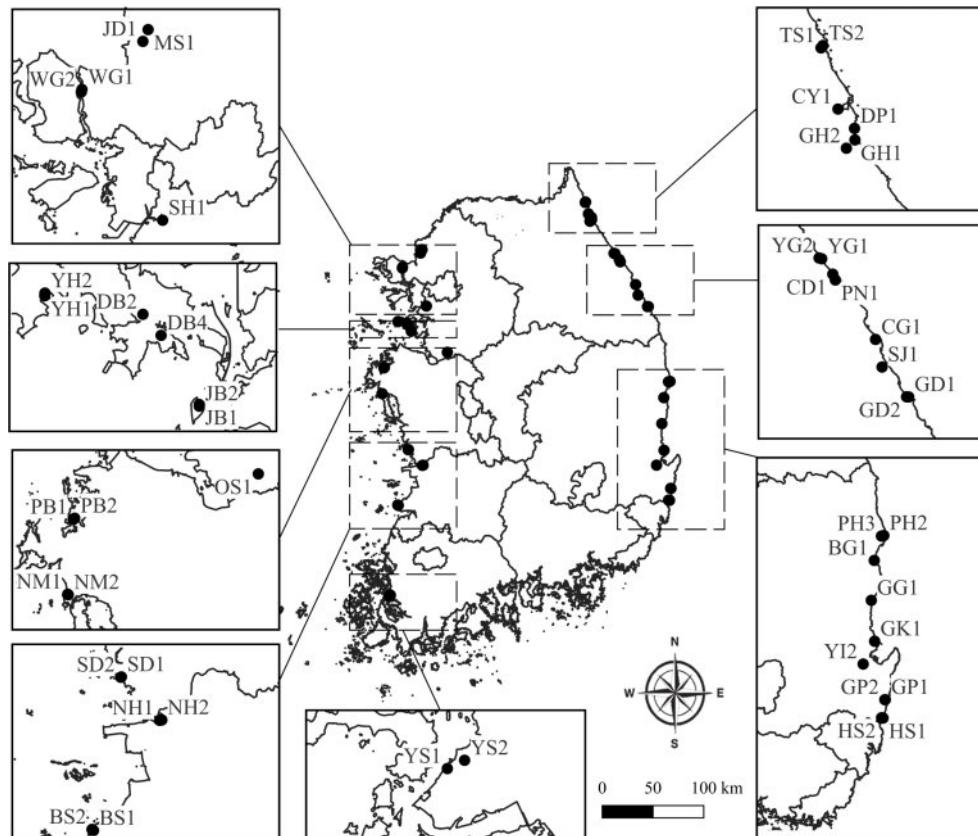 JD1
MS1
WG2 WG1
SH1
YH2
YH1
DB2
DB4
JB2
JB1
OS1
PB1 PB2
NM1 NM2
SD2 SD1
NH1 NH2
BS2 BS1
YS1 YS2
TS1 TS2
CY1
DP1
GH2
GH1
YG2 YG1
CD1 PN1
CG1
SJ1
GD1
GD2
PH3 PH2
BG1
GG1
GK1
YI2
GP2 GP1
HS2 HS1
N
W E
S
0 50 100 km